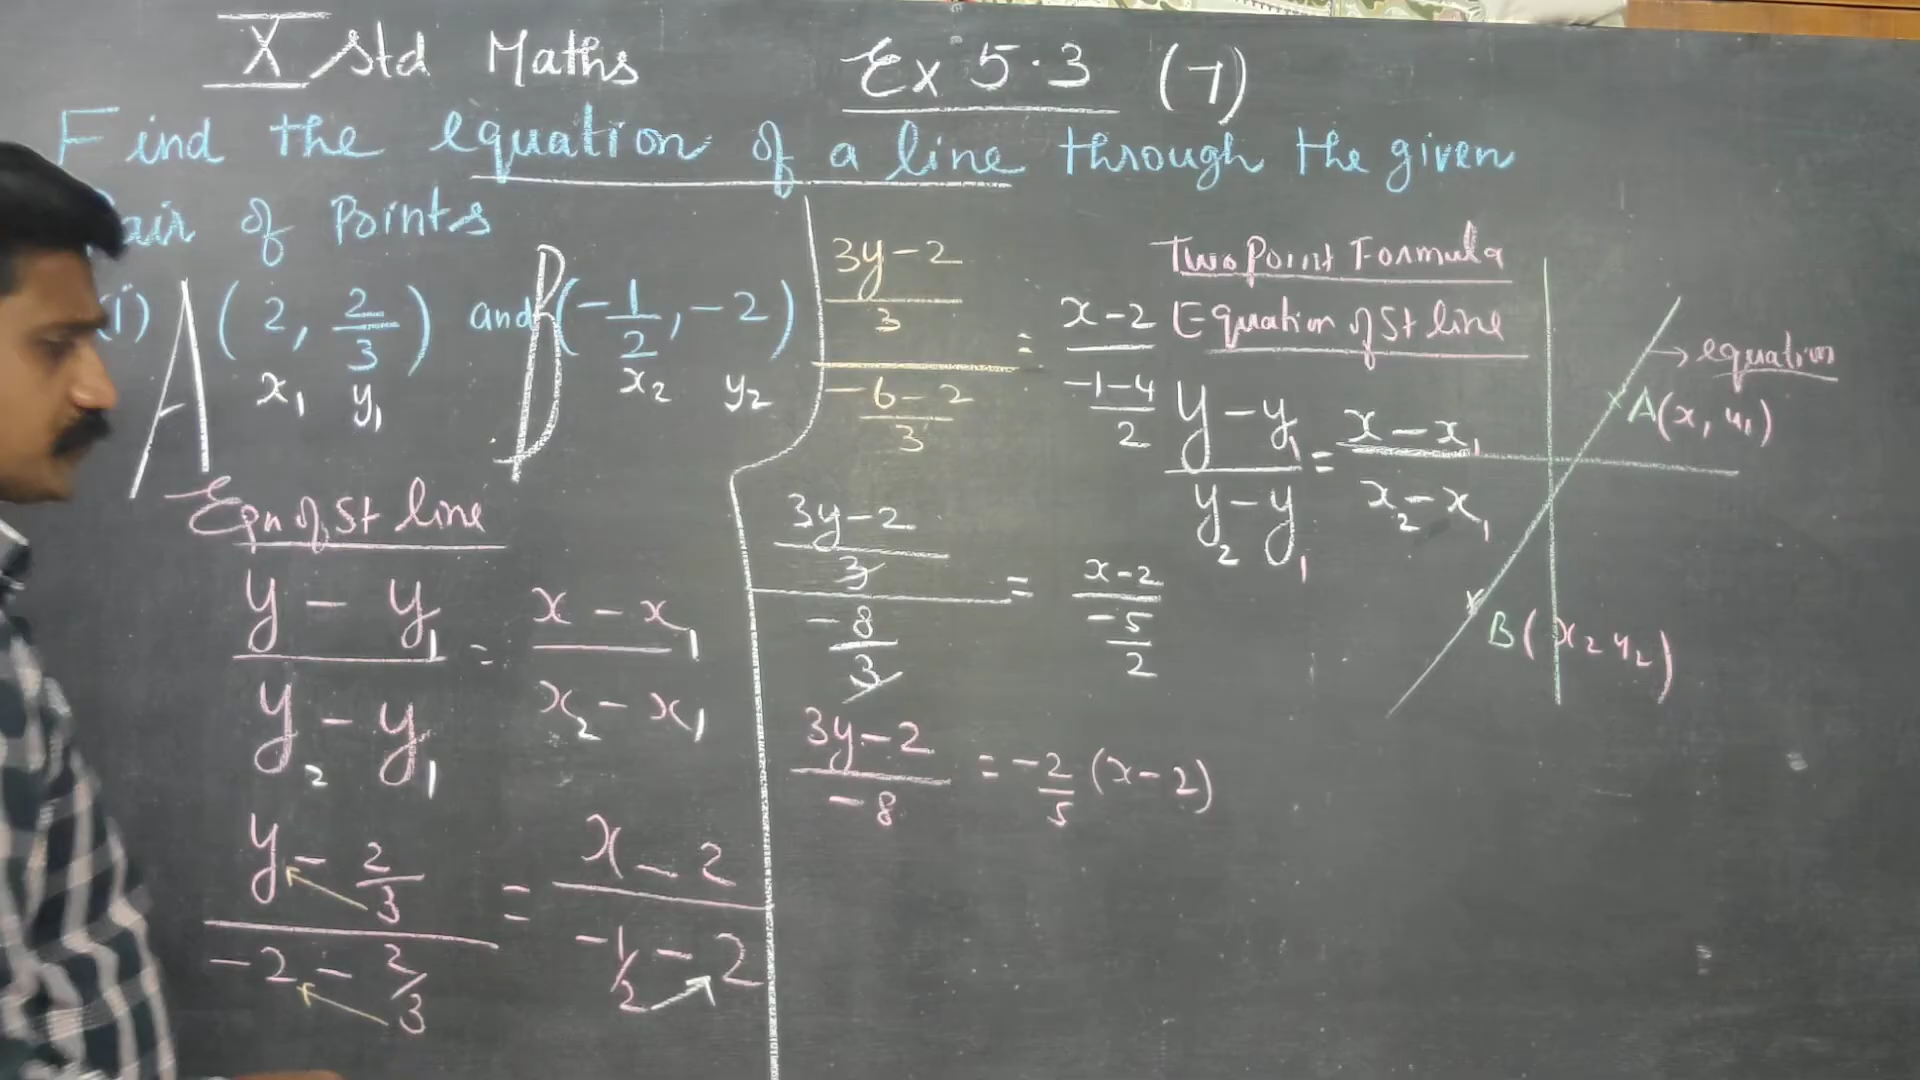 X Std Maths Ex 5.3 (7)
Find the equation of a line through the given
Pair of Points
(i) A (2, 2/3) and B (-1/2, -2)
x₁ y₁ x₂ y₂
Eqn of St line
y - y₁ / y₂ - y₁ = x - x₁ / x₂ - x₁
y - 2/3 / -2 - 2/3 = x - 2 / -1/2 - 2
3y-2/3 / -6-2/3 = x-2 / -1-4/2
3y-2/3 / -8/3 = x-2 / -5/2
3y-2 / -8 = -2/5 (x-2)
Two Point Formula
Equation of St line
y - y₁ / y₂ - y₁ = x - x₁ / x₂ - x₁
→ equation
A(x₁ y₁)
B(x₂ y₂)